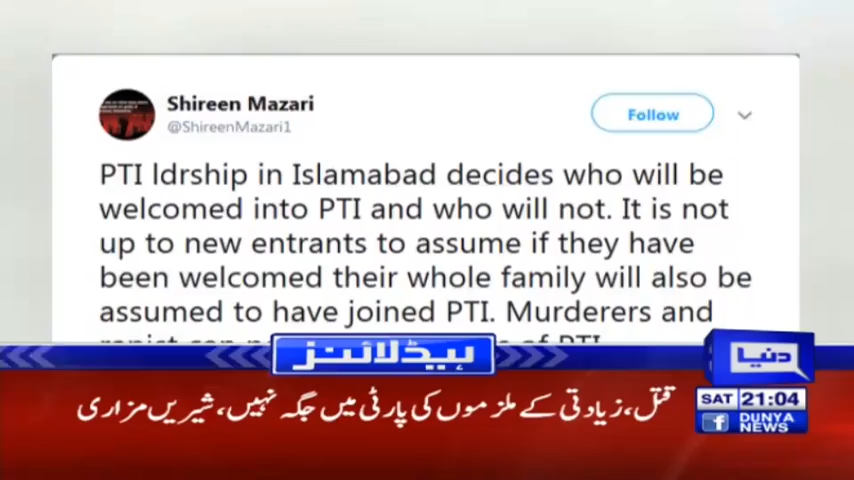 Shireen Mazari
@ShireenMazari1
Follow
PTI ldrship in Islamabad decides who will be
welcomed into PTI and who will not. It is not
up to new entrants to assume if they have
been welcomed their whole family will also be
assumed to have joined PTI. Murderers and
of PTI
ہیڈلائنز
دنیا
قتل، زیادتی کے ملزموں کی پارٹی میں جگہ نہیں، شیریں مزاری
SAT 21:04
f DUNYA
NEWS